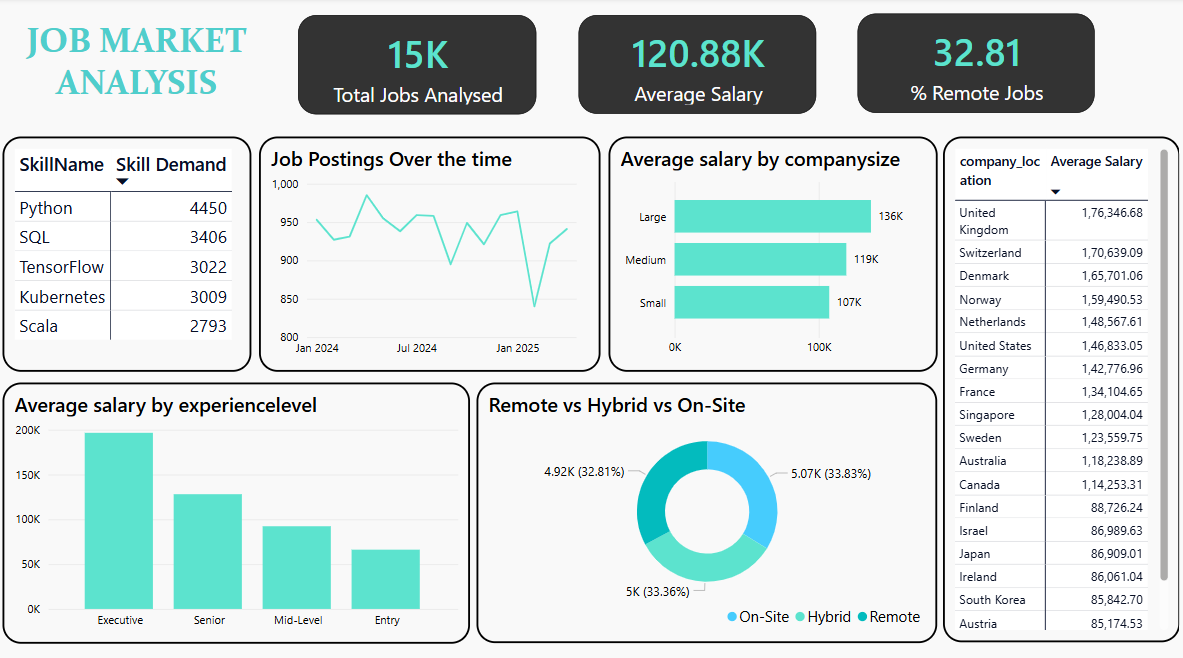 JOB MARKET
ANALYSIS
15K
Total Jobs Analysed
120.88K
Average Salary
32.81
% Remote Jobs
SkillName Skill Demand
Python 4450
SQL 3406
TensorFlow 3022
Kubernetes 3009
Scala 2793
Job Postings Over the time
1,000
950
900
850
800
Jan 2024 Jul 2024 Jan 2025
Average salary by companysize
Large 136K
Medium 119K
Small 107K
0K 100K
company_loc Average Salary
ation
United 1,76,346.68
Kingdom
Switzerland 1,70,639.09
Denmark 1,65,701.06
Norway 1,59,490.53
Netherlands 1,48,567.61
United States 1,46,833.05
Germany 1,42,776.96
France 1,34,104.65
Singapore 1,28,004.04
Sweden 1,23,559.75
Australia 1,18,238.89
Canada 1,14,253.31
Finland 88,726.24
Israel 86,989.63
Japan 86,909.01
Ireland 86,061.04
South Korea 85,842.70
Austria 85,174.53
Average salary by experiencelevel
200K
150K
100K
50K
0K
Executive Senior Mid-Level Entry
Remote vs Hybrid vs On-Site
4.92K (32.81%)
5.07K (33.83%)
5K (33.36%)
On-Site Hybrid Remote